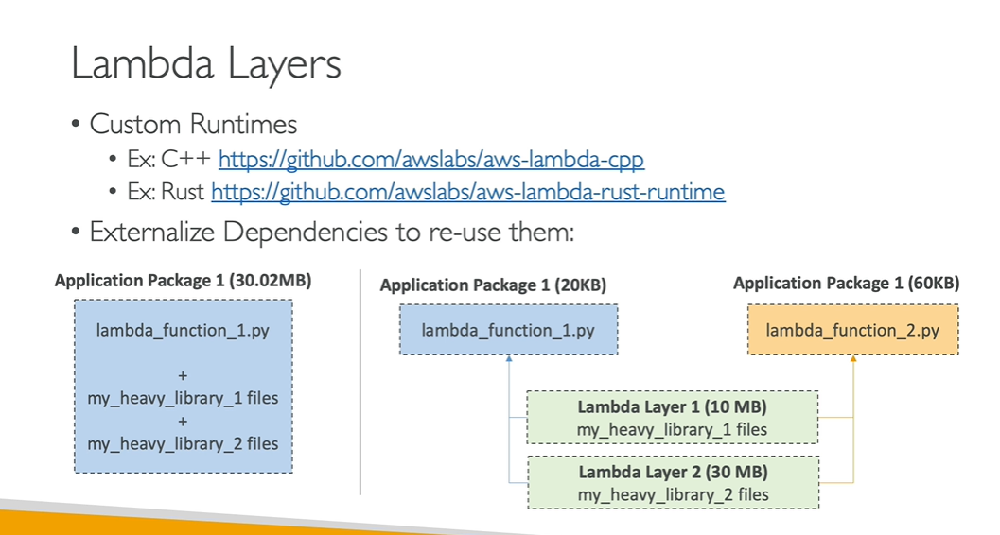 Lambda Layers
• Custom Runtimes
• Ex: C++ https://github.com/awslabs/aws-lambda-cpp
• Ex: Rust https://github.com/awslabs/aws-lambda-rust-runtime
• Externalize Dependencies to re-use them:
Application Package 1 (30.02MB)
lambda_function_1.py
+
my_heavy_library_1 files
+
my_heavy_library_2 files
Application Package 1 (20KB)
lambda_function_1.py
Application Package 1 (60KB)
lambda_function_2.py
Lambda Layer 1 (10 MB)
my_heavy_library_1 files
Lambda Layer 2 (30 MB)
my_heavy_library_2 files